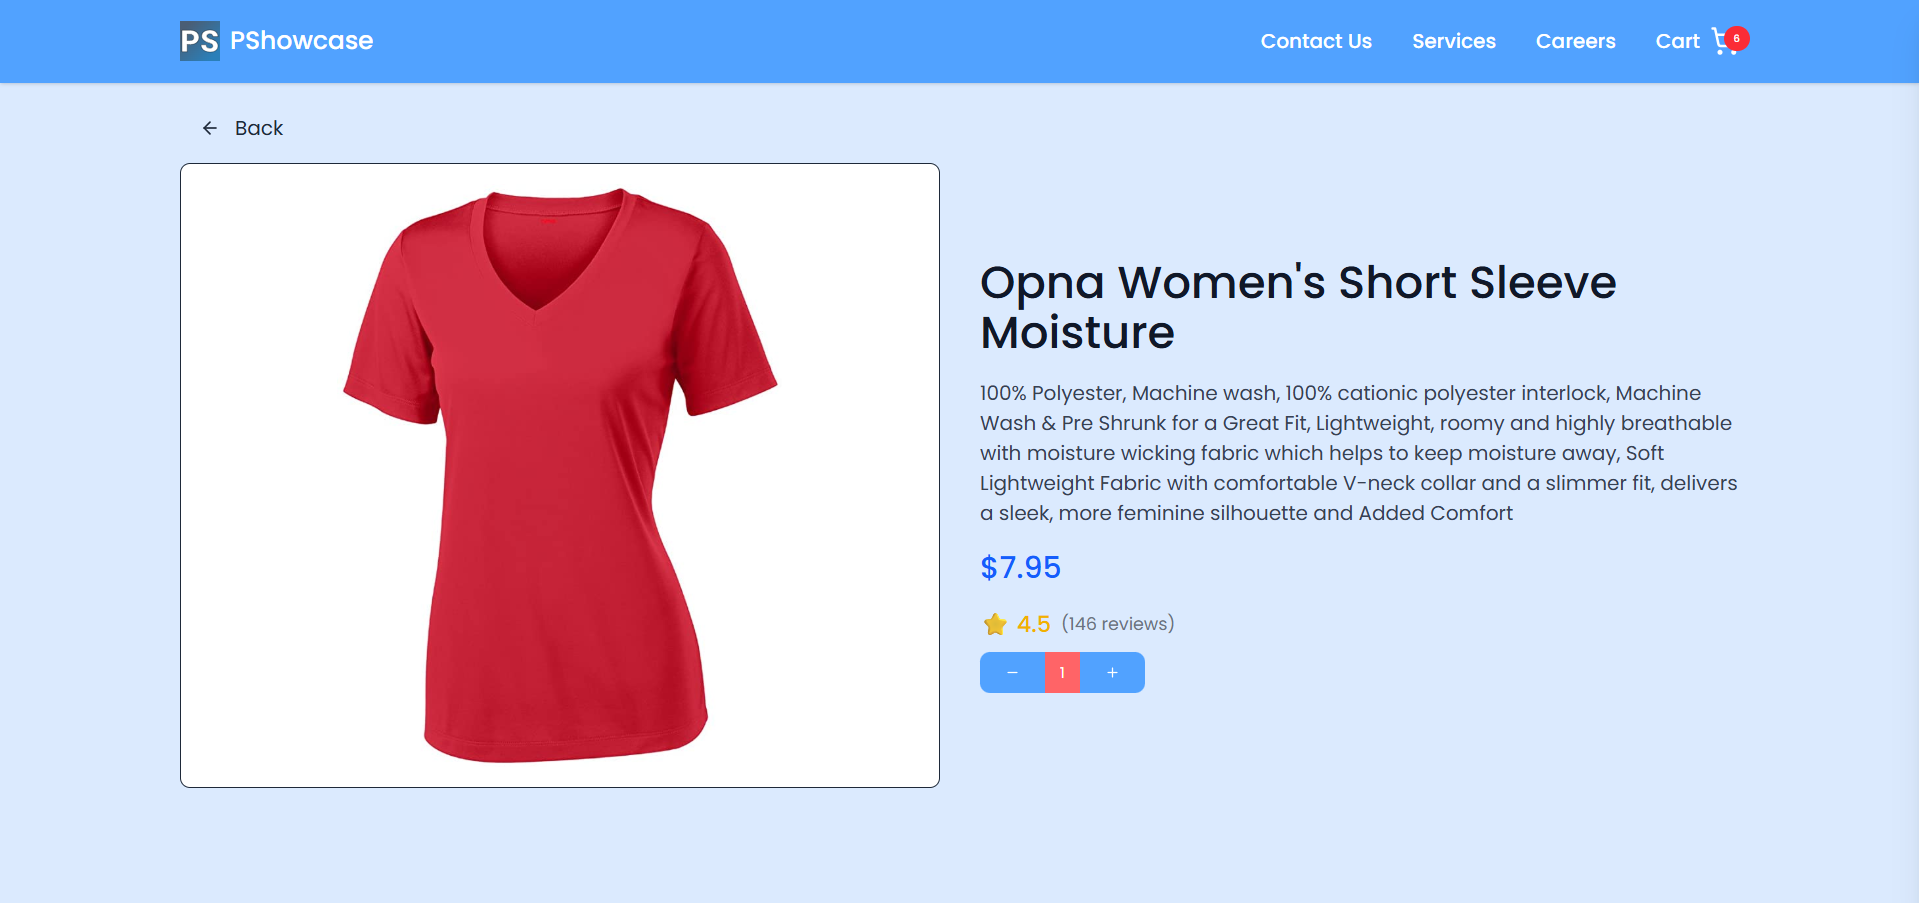 PS PShowcase
Contact Us Services Careers Cart 6
Back
Opna Women's Short Sleeve
Moisture
100% Polyester, Machine wash, 100% cationic polyester interlock, Machine
Wash & Pre Shrunk for a Great Fit, Lightweight, roomy and highly breathable
with moisture wicking fabric which helps to keep moisture away, Soft
Lightweight Fabric with comfortable V-neck collar and a slimmer fit, delivers
a sleek, more feminine silhouette and Added Comfort
$7.95
4.5 (146 reviews)
− 1 +